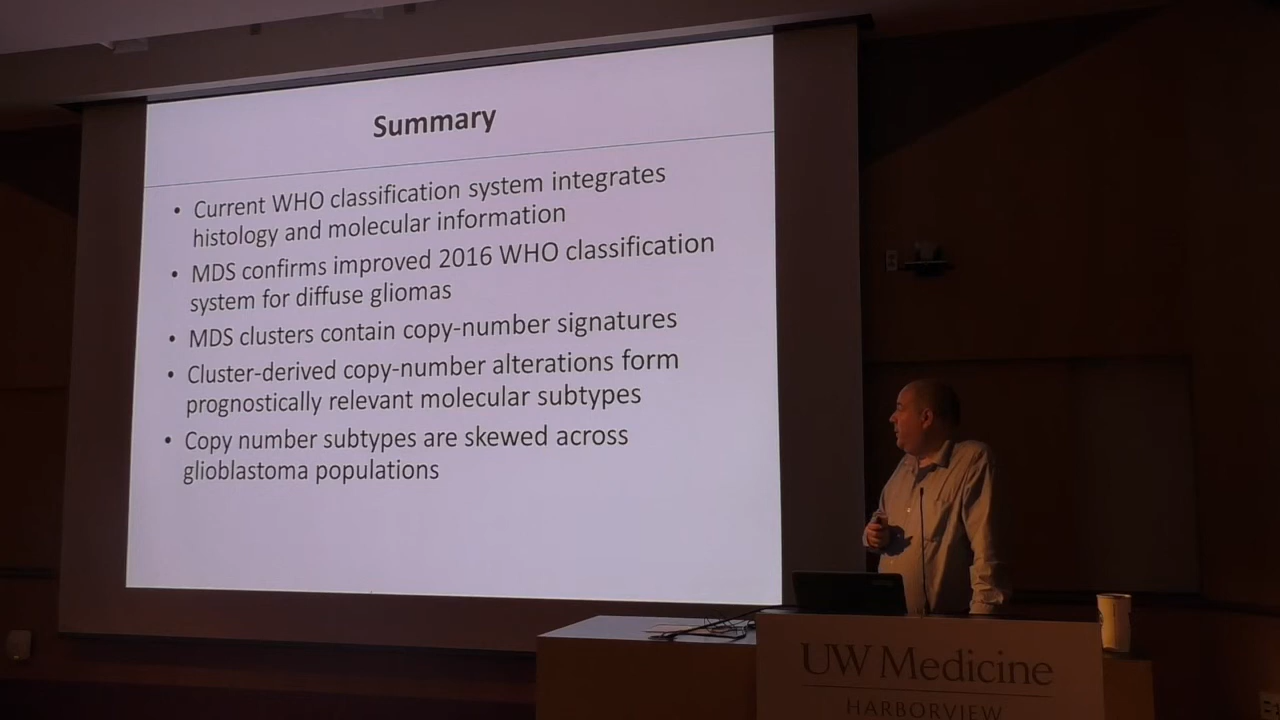 Summary
• Current WHO classification system integrates
histology and molecular information
• MDS confirms improved 2016 WHO classification
system for diffuse gliomas
• MDS clusters contain copy-number signatures
• Cluster-derived copy-number alterations form
prognostically relevant molecular subtypes
• Copy number subtypes are skewed across
glioblastoma populations
UW Medicine
HARBORVIEW